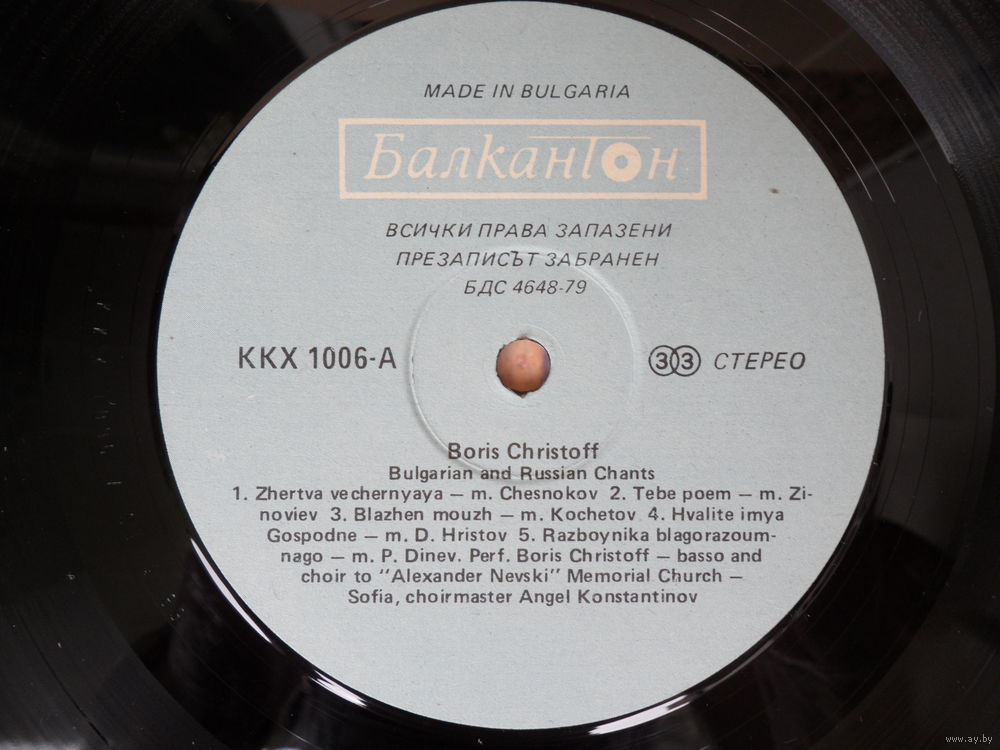 MADE IN BULGARIA
Балкантон
ВСИЧКИ ПРАВА ЗАПАЗЕНИ
ПРЕЗАПИСЪТ ЗАБРАНЕН
БДС 4648-79
ККХ 1006-А
33 СТЕРЕО
Boris Christoff
Bulgarian and Russian Chants
1. Zhertva vechernyaya — m. Chesnokov 2. Tebe poem — m. Zi-
noviev 3. Blazhen mouzh — m. Kochetov 4. Hvalite imya
Gospodne — m. D. Hristov 5. Razboynika blagorazoum-
nago — m. P. Dinev. Perf. Boris Christoff — basso and
choir to "Alexander Nevski" Memorial Church —
Sofia, choirmaster Angel Konstantinov
www.ay.by